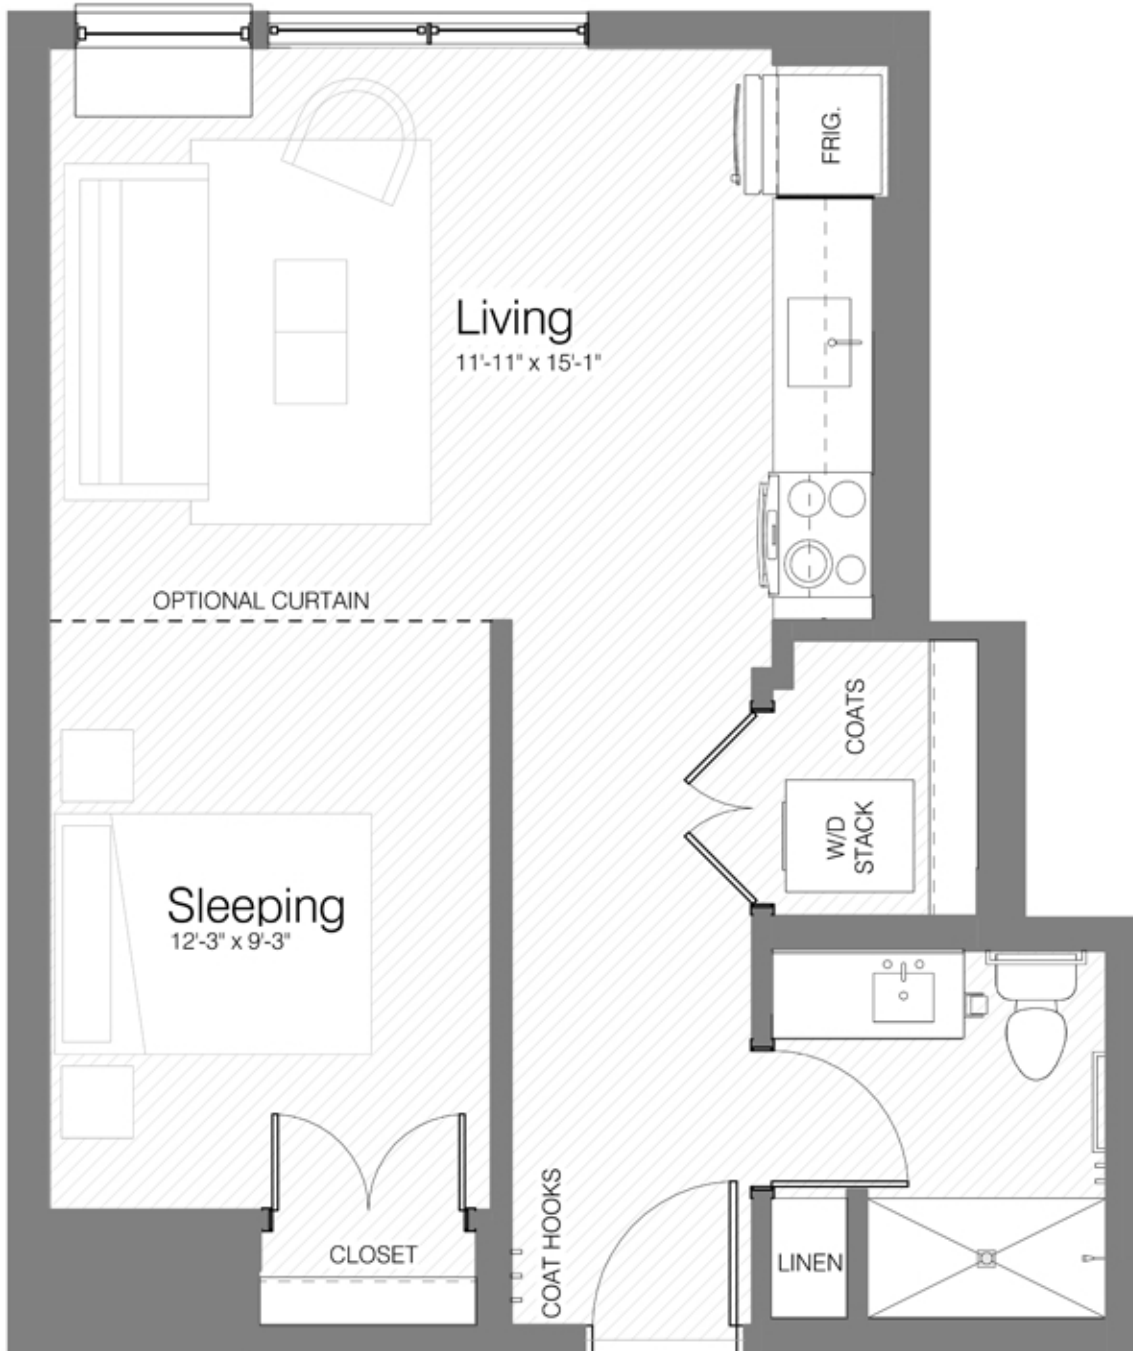 FRIG.
Living
11'-11" x 15'-1"
OPTIONAL CURTAIN
COATS
W/D
STACK
Sleeping
12'-3" x 9'-3"
COAT HOOKS
CLOSET
LINEN